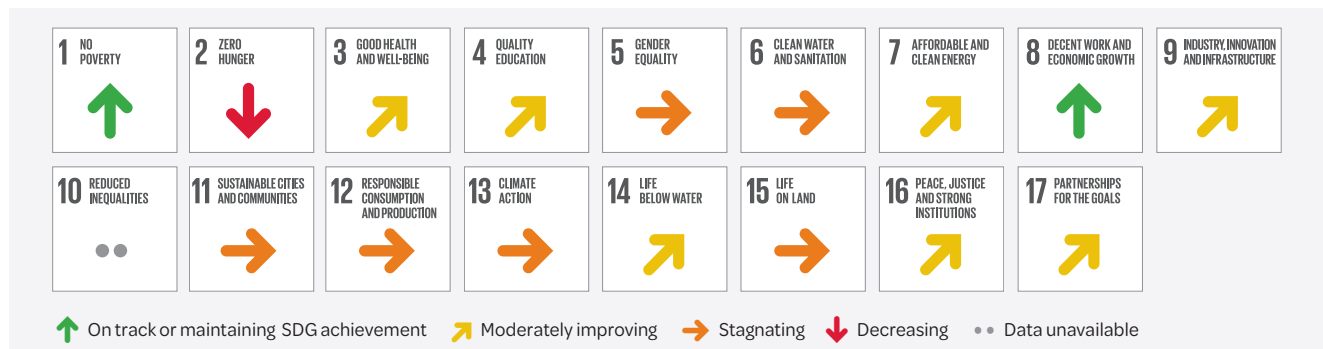 1 NO
POVERTY
2 ZERO
HUNGER
3 GOOD HEALTH
AND WELL-BEING
4 QUALITY
EDUCATION
5 GENDER
EQUALITY
6 CLEAN WATER
AND SANITATION
7 AFFORDABLE AND
CLEAN ENERGY
8 DECENT WORK AND
ECONOMIC GROWTH
9 INDUSTRY, INNOVATION
AND INFRASTRUCTURE
10 REDUCED
INEQUALITIES
11 SUSTAINABLE CITIES
AND COMMUNITIES
12 RESPONSIBLE
CONSUMPTION
AND PRODUCTION
13 CLIMATE
ACTION
14 LIFE
BELOW WATER
15 LIFE
ON LAND
16 PEACE, JUSTICE
AND STRONG
INSTITUTIONS
17 PARTNERSHIPS
FOR THE GOALS
On track or maintaining SDG achievement
Moderately improving
Stagnating
Decreasing
Data unavailable